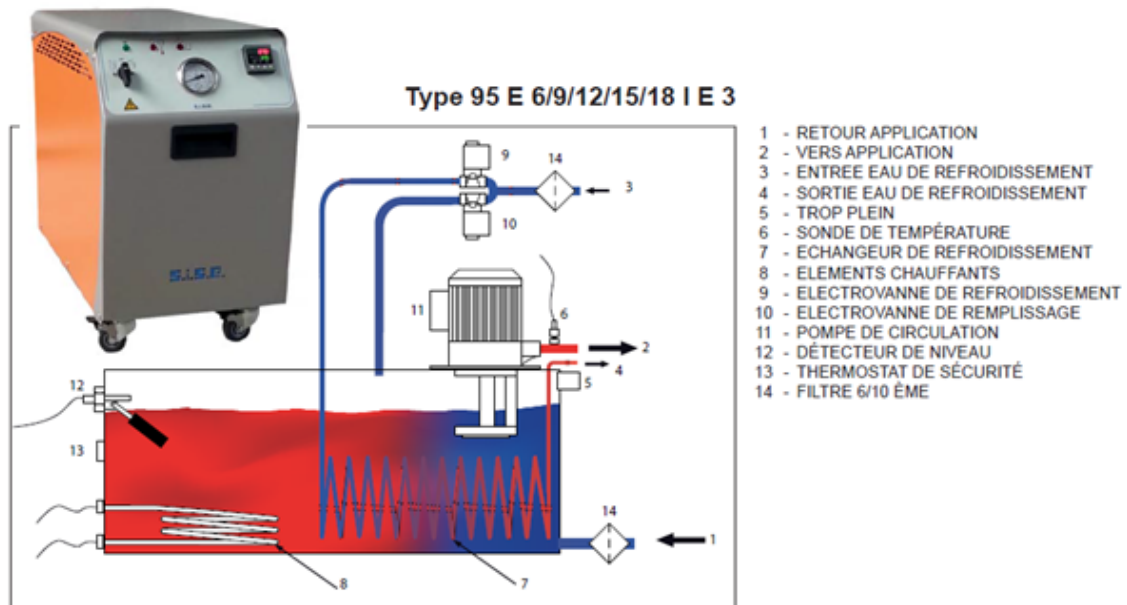 S.I.S.E.
Type 95 E 6/9/12/15/18 I E 3
1 - RETOUR APPLICATION
2 - VERS APPLICATION
3 - ENTREE EAU DE REFROIDISSEMENT
4 - SORTIE EAU DE REFROIDISSEMENT
5 - TROP PLEIN
6 - SONDE DE TEMPÉRATURE
7 - ECHANGEUR DE REFROIDISSEMENT
8 - ELEMENTS CHAUFFANTS
9 - ELECTROVANNE DE REFROIDISSEMENT
10 - ELECTROVANNE DE REMPLISSAGE
11 - POMPE DE CIRCULATION
12 - DÉTECTEUR DE NIVEAU
13 - THERMOSTAT DE SÉCURITÉ
14 - FILTRE 6/10 ÈME
9
14
3
10
11
6
2
4
5
12
13
14
1
8
7